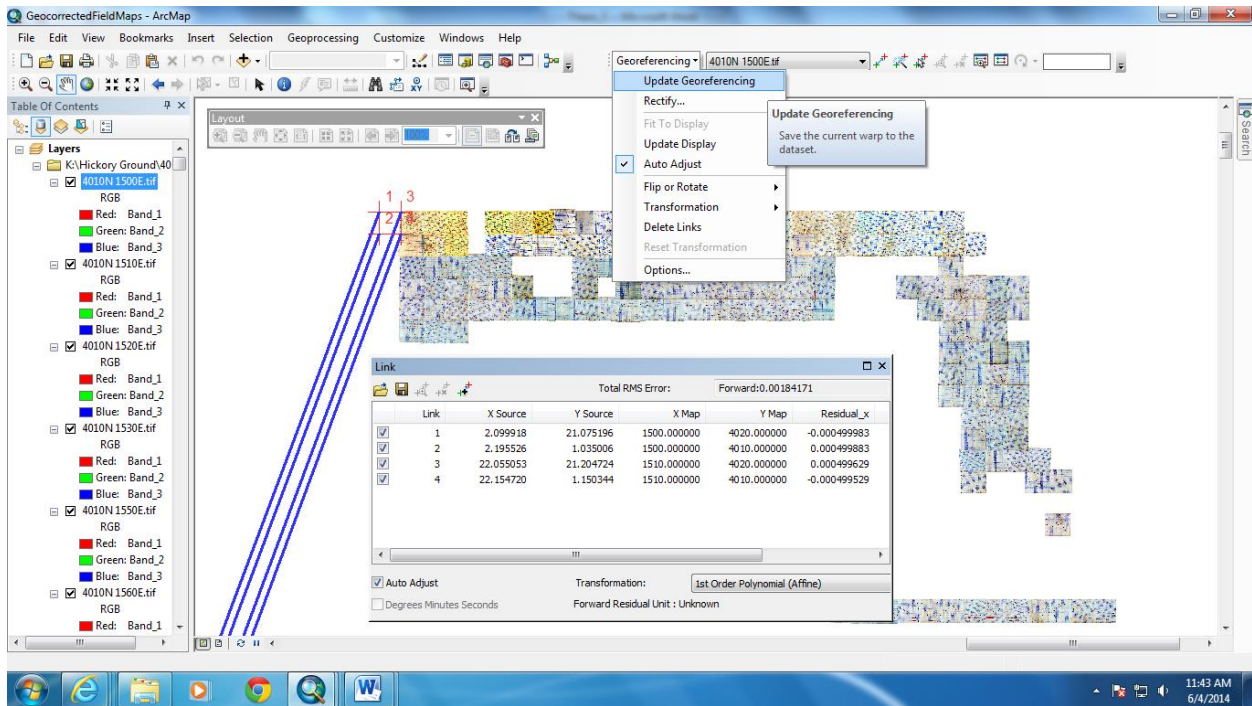 GeocorrectedFieldMaps - ArcMap
File Edit View Bookmarks Insert Selection Geoprocessing Customize Windows Help
Georeferencing 4010N 1500E.tif
Update Georeferencing
Rectify...
Fit To Display
Update Display
Auto Adjust
Flip or Rotate
Transformation
Delete Links
Reset Transformation
Options...
Update Georeferencing
Save the current warp to the
dataset.
Table Of Contents
Layers
K:\Hickory Ground\40
4010N 1500E.tif
RGB
Red: Band_1
Green: Band_2
Blue: Band_3
4010N 1510E.tif
RGB
Red: Band_1
Green: Band_2
Blue: Band_3
4010N 1520E.tif
RGB
Red: Band_1
Green: Band_2
Blue: Band_3
4010N 1530E.tif
RGB
Red: Band_1
Green: Band_2
Blue: Band_3
4010N 1550E.tif
RGB
Red: Band_1
Green: Band_2
Blue: Band_3
4010N 1560E.tif
RGB
Red: Band_1
Layout
100%
1 3
2 4
Search
Link
Total RMS Error: Forward:0.00184171
Link X Source Y Source X Map Y Map Residual_x
1 2.099918 21.075196 1500.000000 4020.000000 -0.000499983
2 2.195526 1.035006 1500.000000 4010.000000 0.000499883
3 22.055053 21.204724 1510.000000 4020.000000 0.000499629
4 22.154720 1.150344 1510.000000 4010.000000 -0.000499529
Auto Adjust Transformation: 1st Order Polynomial (Affine)
Degrees Minutes Seconds Forward Residual Unit : Unknown
11:43 AM
6/4/2014